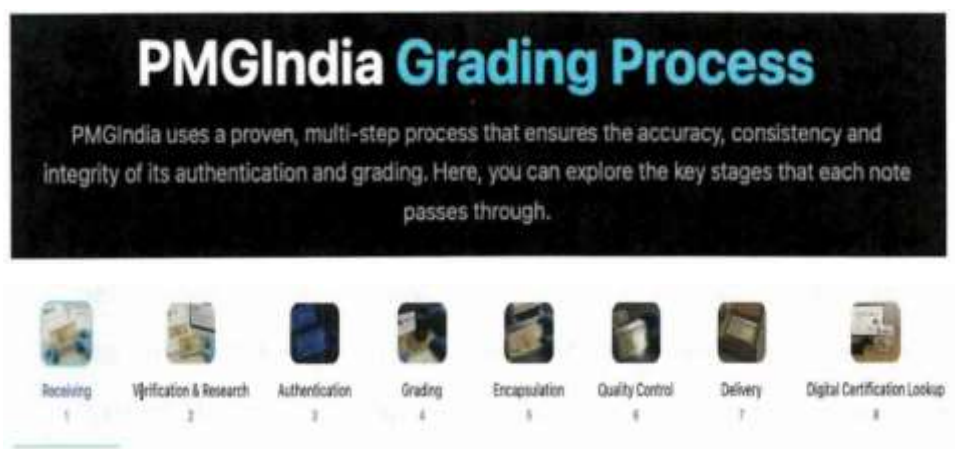 PMGIndia Grading Process
PMGIndia uses a proven, multi-step process that ensures the accuracy, consistency and
integrity of its authentication and grading. Here, you can explore the key stages that each note
passes through.
Receiving Verification & Research Authentication Grading Encapsulation Quality Control Delivery Digital Certification Lookup
1 2 3 4 5 6 7 8